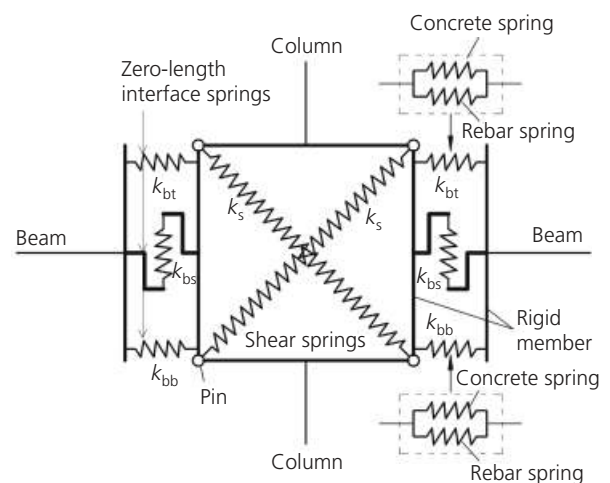 Concrete spring
Column
Zero-length
interface springs
Rebar spring
k_bt
k_s
k_s
k_bt
Beam
k_bs
k_bs
Beam
k_bb
Rigid
member
Shear springs
k_bb
Pin
Concrete spring
Column
Rebar spring